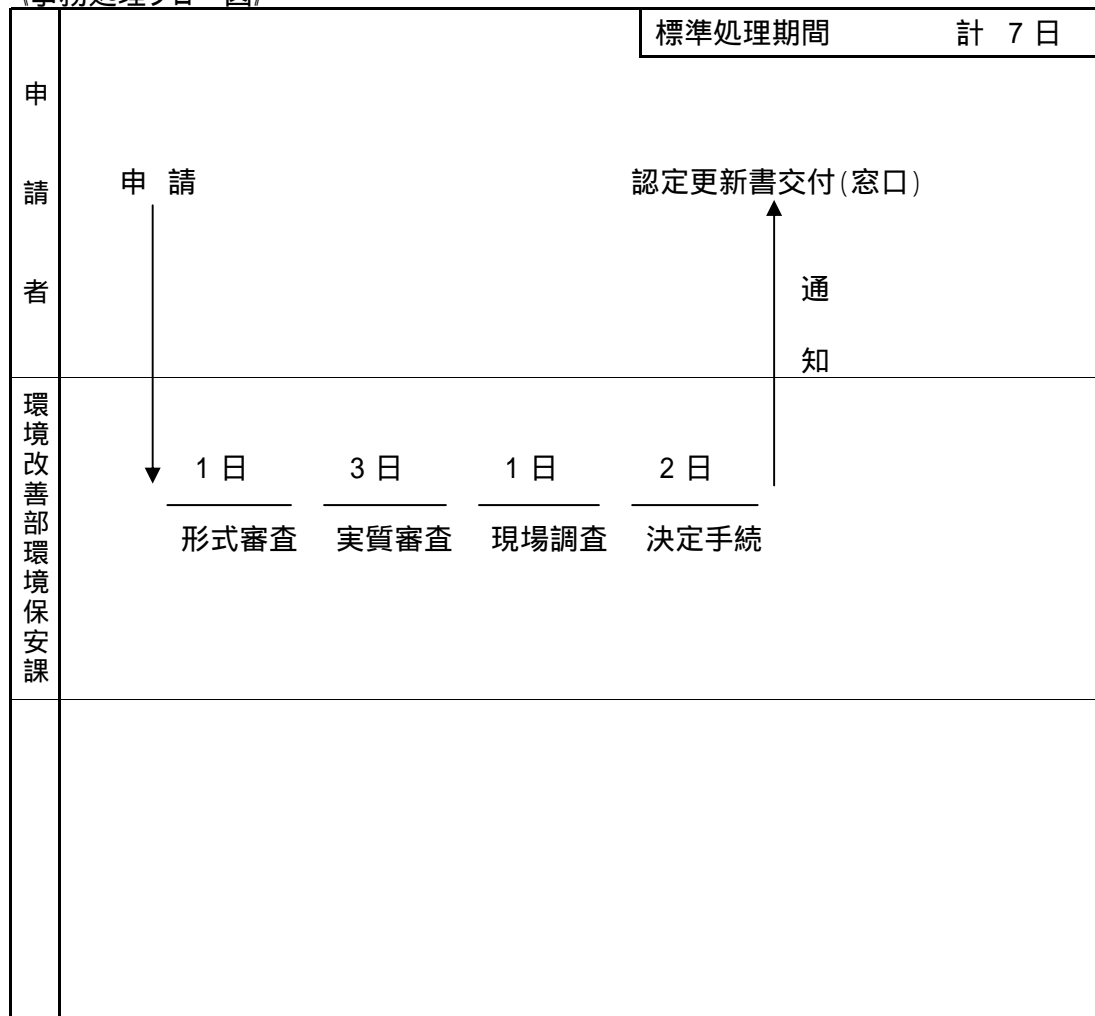 標準処理期間 計 7 日
申請者
申 請
認定更新書交付(窓口)
通知
環境改善部環境保安課
1 日 3 日 1 日 2 日
形式審査 実質審査 現場調査 決定手続